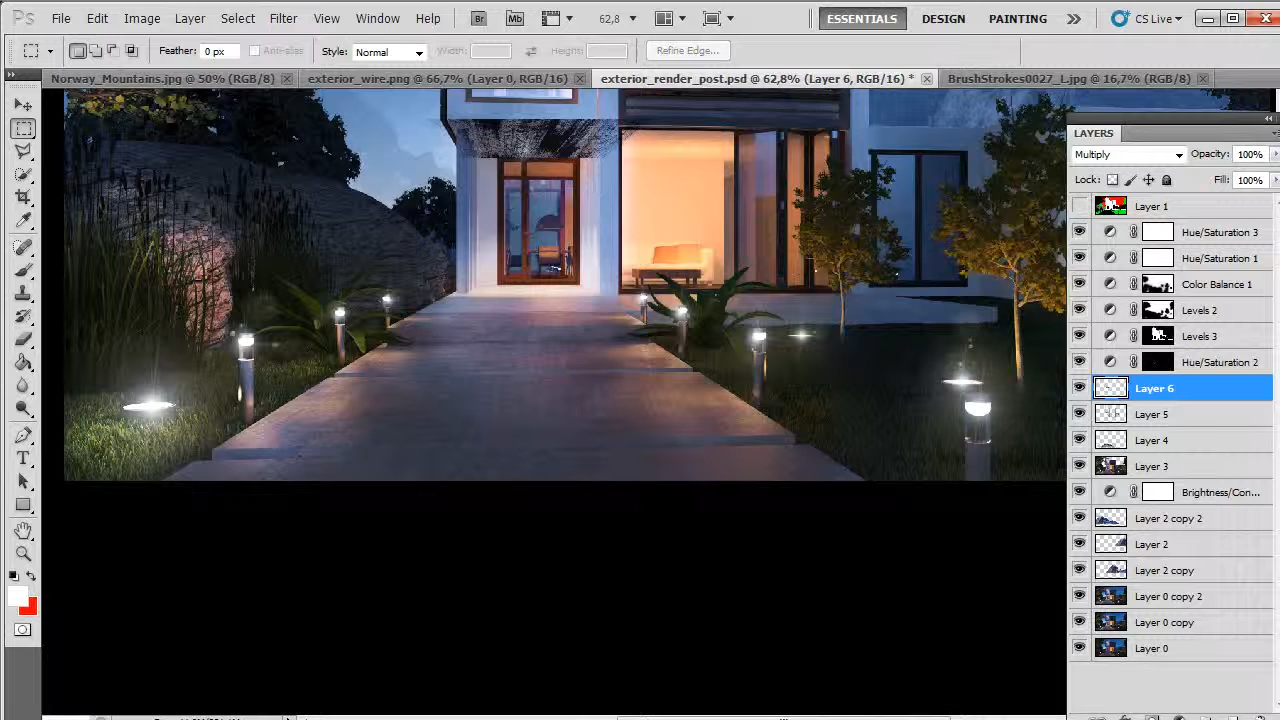 Ps File Edit Image Layer Select Filter View Window Help Br Mb 62,8 ESSENTIALS DESIGN PAINTING CS Live
Feather: 0 px Anti-alias Style: Normal Width: Height: Refine Edge...
Norway_Mountains.jpg @ 50% (RGB/8) exterior_wire.png @ 66,7% (Layer 0, RGB/16) exterior_render_post.psd @ 62,8% (Layer 6, RGB/16) * BrushStrokes0027_L.jpg @ 16,7% (RGB/8)
LAYERS
Multiply Opacity: 100%
Lock: Fill: 100%
Layer 1
Hue/Saturation 3
Hue/Saturation 1
Color Balance 1
Levels 2
Levels 3
Hue/Saturation 2
Layer 6
Layer 5
Layer 4
Layer 3
Brightness/Con...
Layer 2 copy 2
Layer 2
Layer 2 copy
Layer 0 copy 2
Layer 0 copy
Layer 0